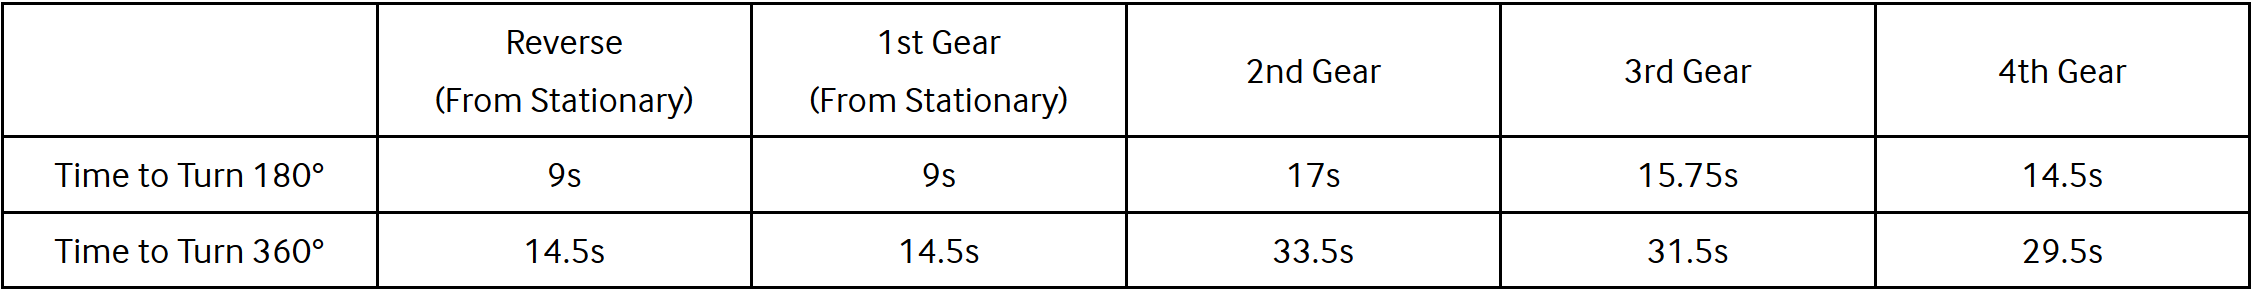 Reverse
(From Stationary)
1st Gear
(From Stationary)
2nd Gear
3rd Gear
4th Gear
Time to Turn 180°
9s
9s
17s
15.75s
14.5s
Time to Turn 360°
14.5s
14.5s
33.5s
31.5s
29.5s